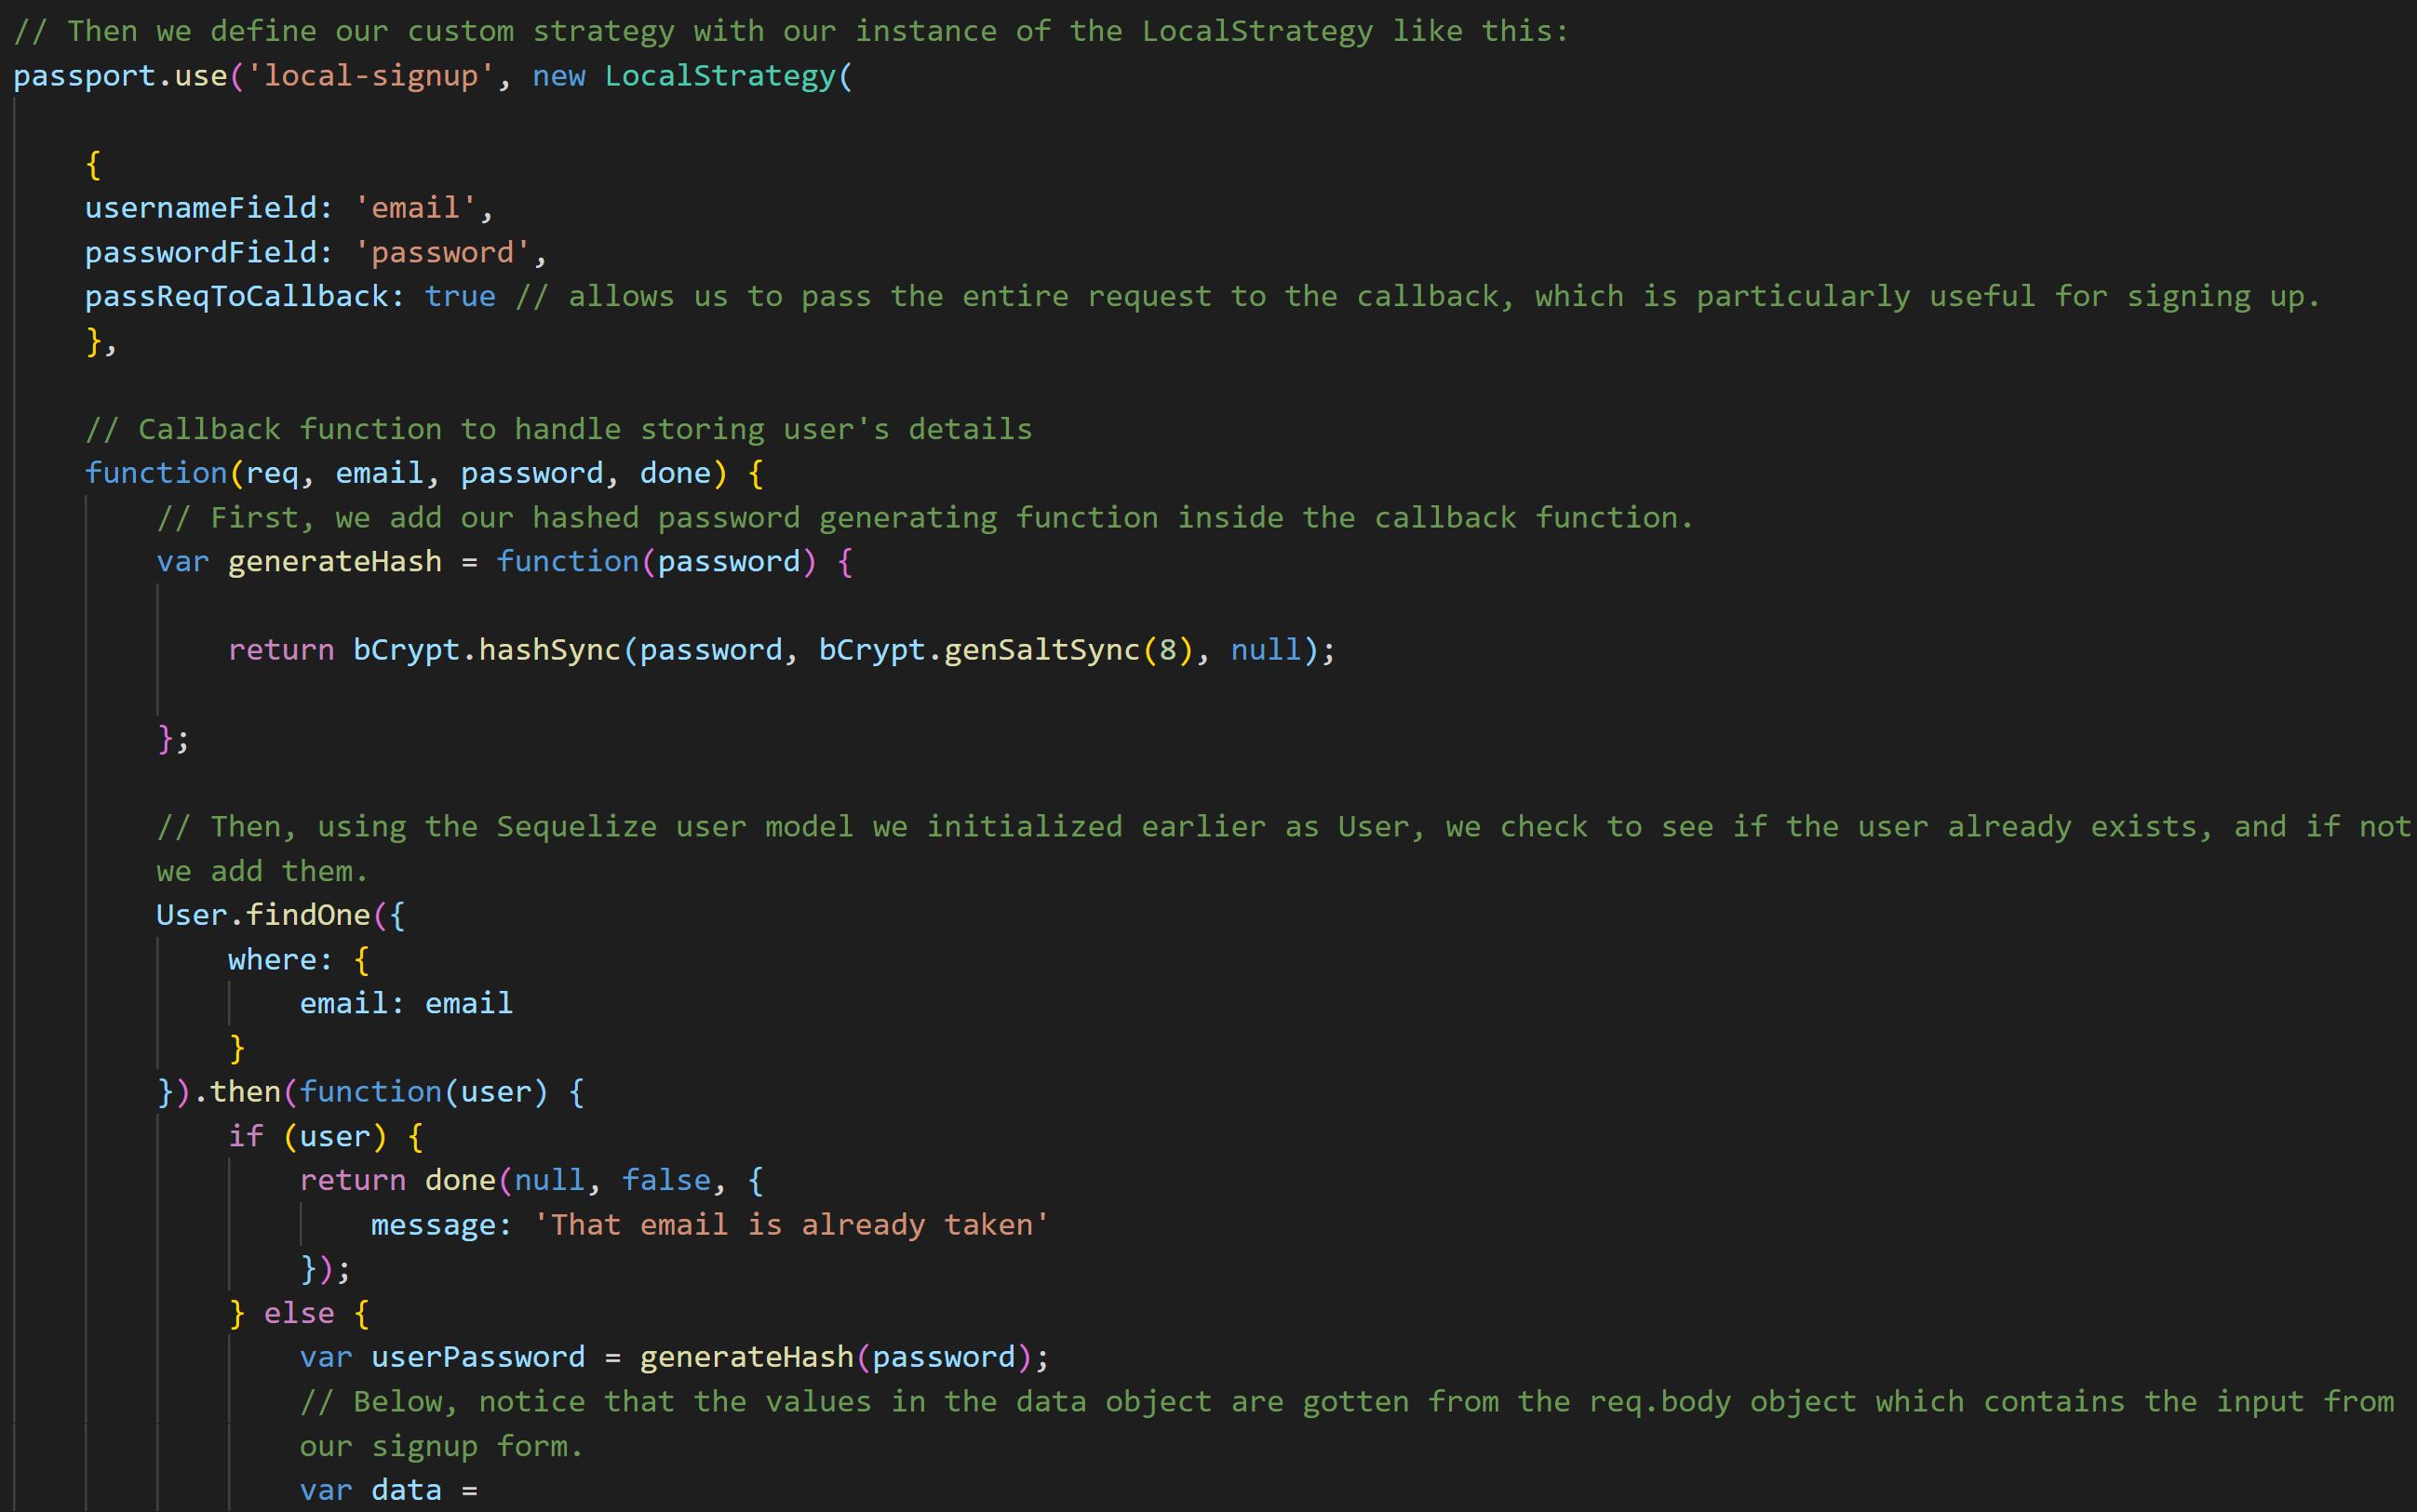 // Then we define our custom strategy with our instance of the LocalStrategy like this:
passport.use('local-signup', new LocalStrategy(
{
usernameField: 'email',
passwordField: 'password',
passReqToCallback: true // allows us to pass the entire request to the callback, which is particularly useful for signing up.
},
// Callback function to handle storing user's details
function(req, email, password, done) {
// First, we add our hashed password generating function inside the callback function.
var generateHash = function(password) {
return bCrypt.hashSync(password, bCrypt.genSaltSync(8), null);
};
// Then, using the Sequelize user model we initialized earlier as User, we check to see if the user already exists, and if not
we add them.
User.findOne({
where: {
email: email
}
}).then(function(user) {
if (user) {
return done(null, false, {
message: 'That email is already taken'
});
} else {
var userPassword = generateHash(password);
// Below, notice that the values in the data object are gotten from the req.body object which contains the input from
our signup form.
var data =